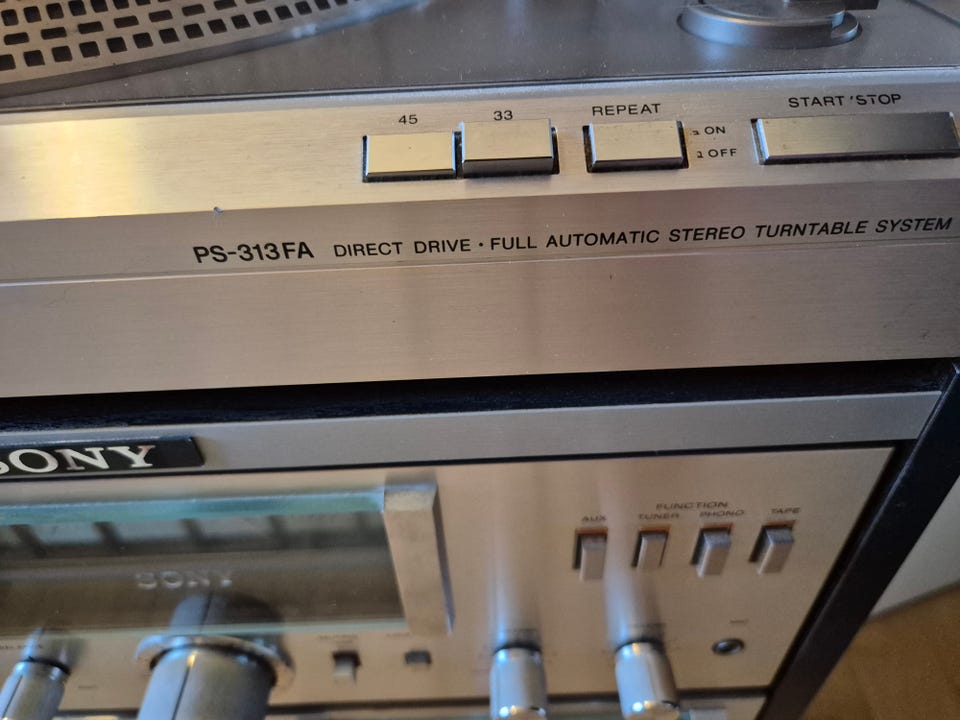 45 33 REPEAT START/STOP
ON
OFF
PS-313FA DIRECT DRIVE · FULL AUTOMATIC STEREO TURNTABLE SYSTEM
SONY
FUNCTION
AUX TUNER PHONO TAPE
SONY
MIC